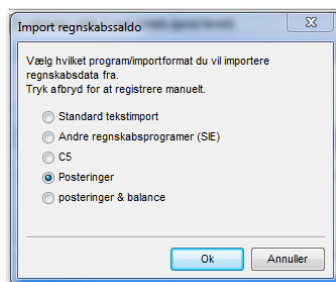 Import regnskabssaldo
Vælg hvilket program/importformat du vil importere
regnskabsdata fra.
Tryk afbryd for at registrere manuelt.
Standard tekstimport
Andre regnskabsprogramer (SIE)
C5
Posteringer
posteringer & balance
Ok
Annuller